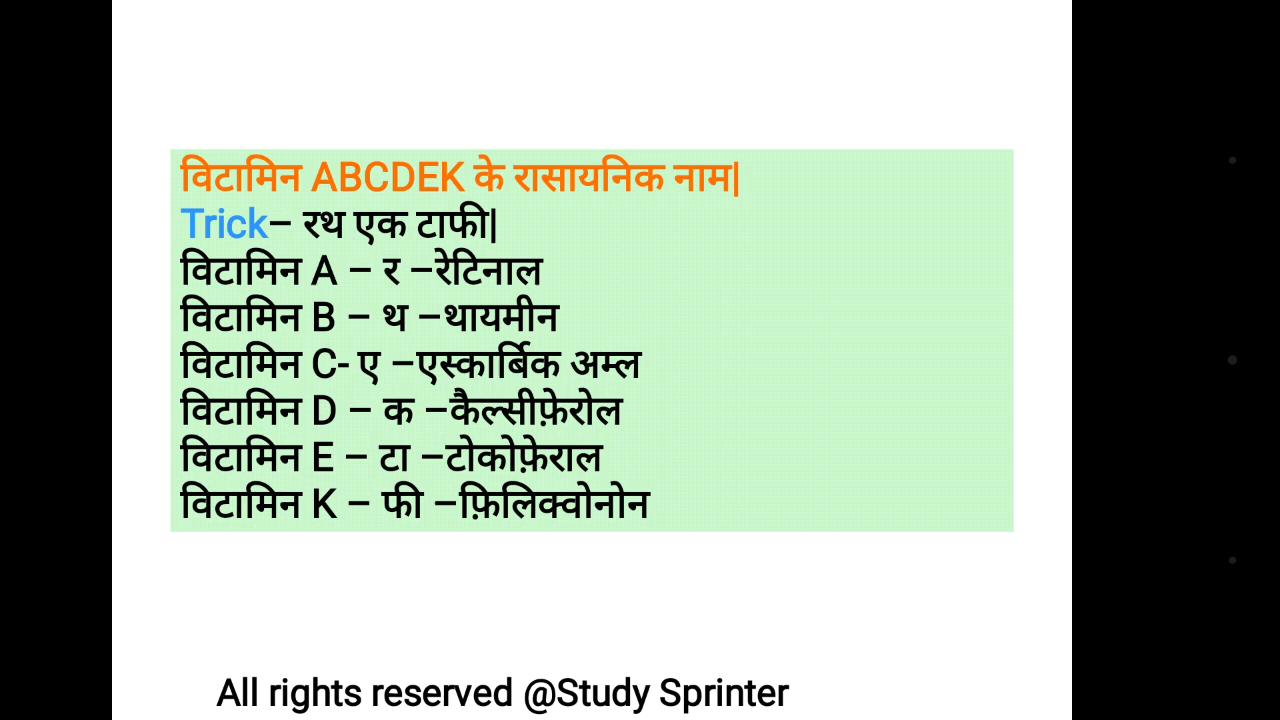 विटामिन ABCDEK के रासायनिक नाम|
Trick– रथ एक टाफी|
विटामिन A – र –रेटिनाल
विटामिन B – थ –थायमीन
विटामिन C- ए –एस्कार्बिक अम्ल
विटामिन D – क –कैल्सीफ़ेरोल
विटामिन E – टा –टोकोफ़ेराल
विटामिन K – फी –फ़िलिक्वोनोन
All rights reserved @Study Sprinter